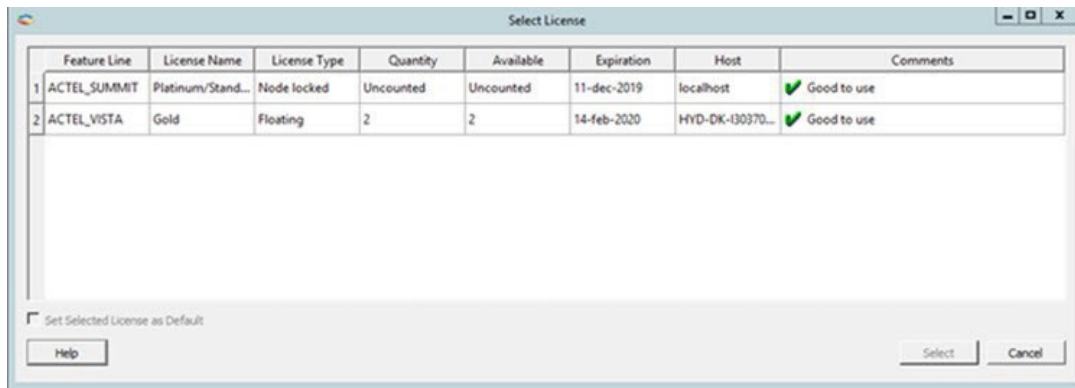 Select License
Feature Line License Name License Type Quantity Available Expiration Host Comments
1 ACTEL_SUMMIT Platinum/Stand... Node locked Uncounted Uncounted 11-dec-2019 localhost Good to use
2 ACTEL_VISTA Gold Floating 2 2 14-feb-2020 HYD-DK-I30370... Good to use
Set Selected License as Default
Help Select Cancel